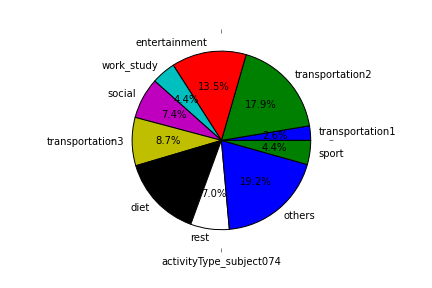 entertainment
work_study
transportation2
13.5%
4.4%
social
17.9%
7.4%
transportation1
2.6%
transportation3
8.7%
4.4%
sport
19.2%
7.0%
diet
others
rest
activityType_subject074